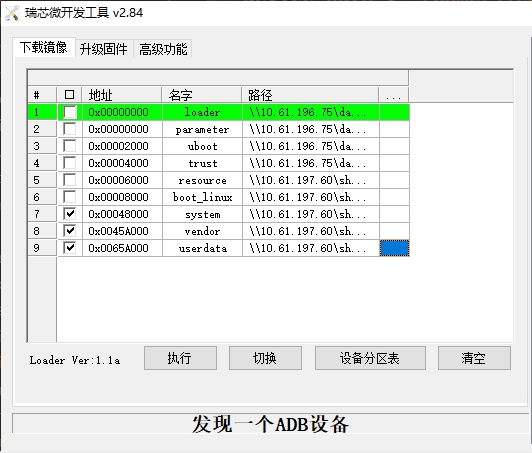 瑞芯微开发工具 v2.84
下载镜像 升级固件 高级功能
# 地址 名字 路径 ...
1 0x00000000 loader \\10.61.196.75\da...
2 0x00000000 parameter \\10.61.196.75\da...
3 0x00002000 uboot \\10.61.196.75\da...
4 0x00004000 trust \\10.61.196.75\da...
5 0x00006000 resource \\10.61.197.60\sh...
6 0x00008000 boot_linux \\10.61.197.60\sh...
7 0x00048000 system \\10.61.197.60\sh...
8 0x0045A000 vendor \\10.61.197.60\sh...
9 0x0065A000 userdata \\10.61.197.60\sh...
Loader Ver:1.1a 执行 切换 设备分区表 清空
发现一个ADB设备